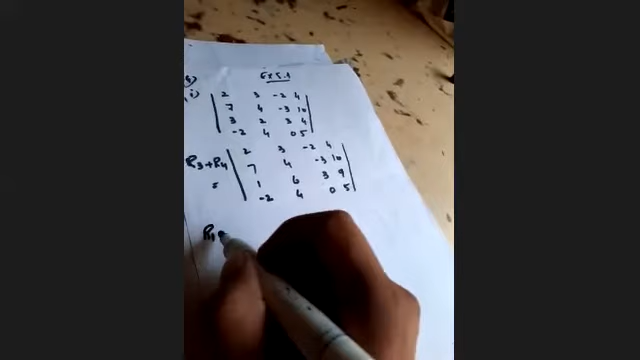 Ex 5.1
(i) | 2 3 -2 4 |
| 7 4 -3 10 |
| 3 2 3 4 |
| -2 4 0 5 |
| 2 3 -2 4 |
R3+R4 | 7 4 -3 10 |
= | 1 6 3 9 |
| -2 4 0 5 |
R1